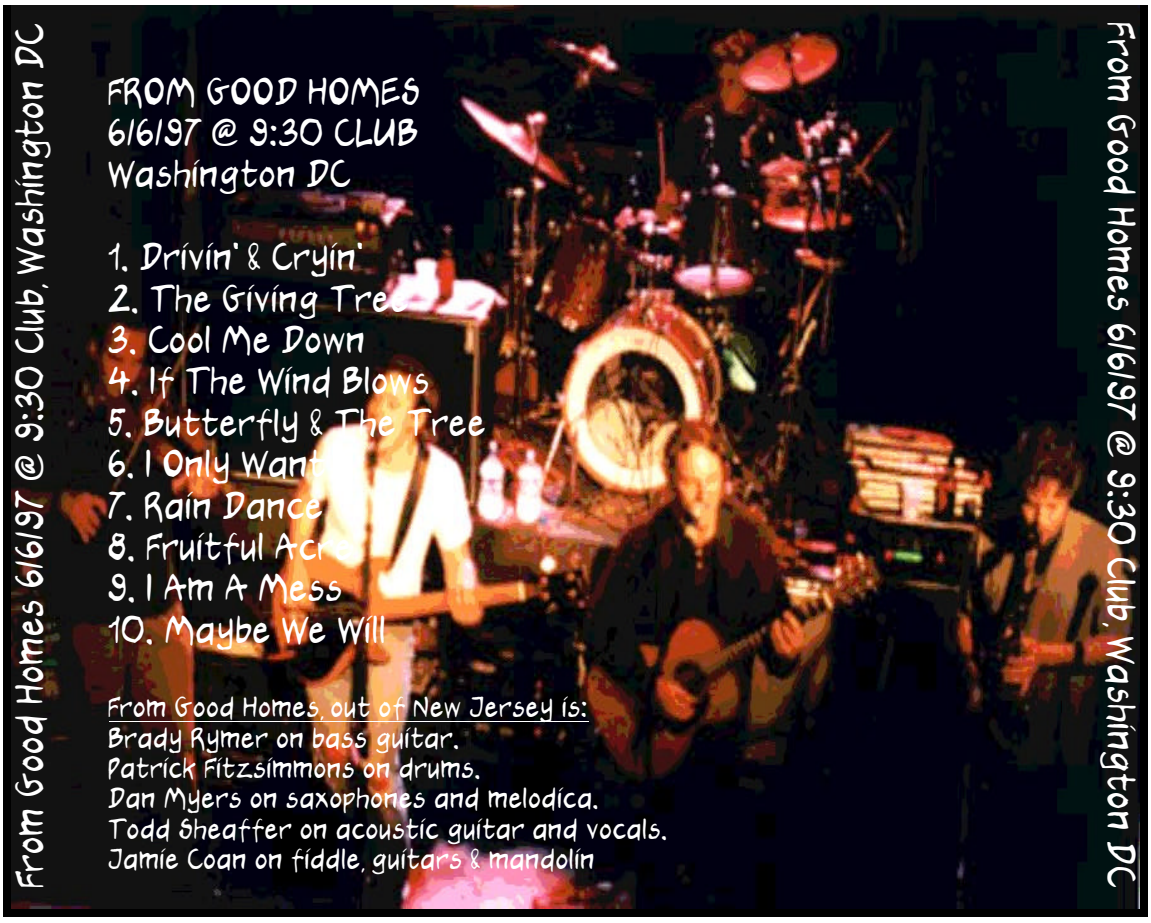 From Good Homes 6/6/97 @ 9:30 Club, Washington DC
FROM GOOD HOMES
6/6/97 @ 9:30 CLUB
Washington DC
1. Drivin' & Cryin'
2. The Giving Tree
3. Cool Me Down
4. If The Wind Blows
5. Butterfly & The Tree
6. I Only Want
7. Rain Dance
8. Fruitful Acre
9. I Am A Mess
10. Maybe We Will
From Good Homes, out of New Jersey is:
Brady Rymer on bass guitar.
Patrick Fitzsimmons on drums.
Dan Myers on saxophones and melodica.
Todd Sheaffer on acoustic guitar and vocals.
Jamie Coan on fiddle, guitars & mandolin
From Good Homes 6/6/97 @ 9:30 Club, Washington DC